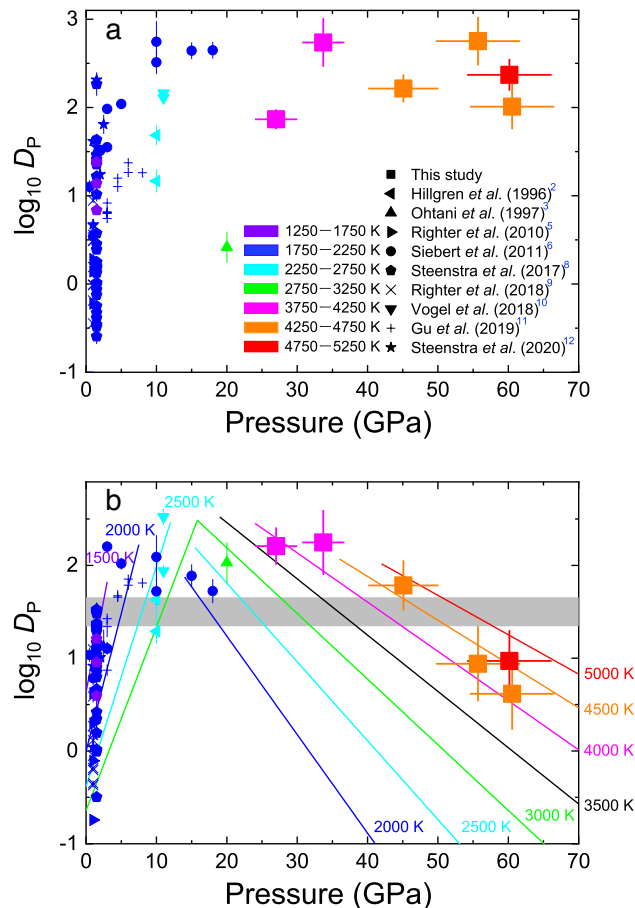 a
3
2
1
0
-1
log10 DP
This study
Hillgren et al. (1996)2
Ohtani et al. (1997)3
Righter et al. (2010)5
Siebert et al. (2011)6
Steenstra et al. (2017)8
Righter et al. (2018)9
Vogel et al. (2018)10
Gu et al. (2019)11
Steenstra et al. (2020)12
1250—1750 K
1750—2250 K
2250—2750 K
2750—3250 K
3750—4250 K
4250—4750 K
4750—5250 K
0 10 20 30 40 50 60 70
Pressure (GPa)
b
2500 K
2000 K
1500 K
2
1
0
-1
log10 DP
5000 K
4500 K
4000 K
3500 K
3000 K
2500 K
2000 K
0 10 20 30 40 50 60 70
Pressure (GPa)